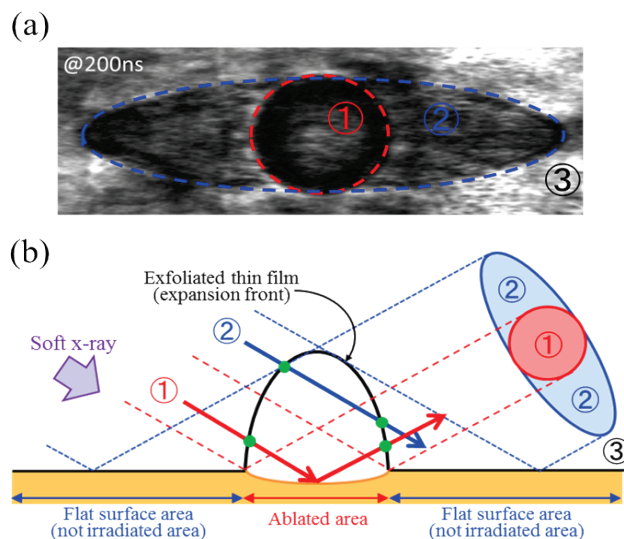 (a)
@200ns
①
②
③
(b)
Exfoliated thin film
(expansion front)
②
②
Soft x-ray
①
①
②
③
Flat surface area
(not irradiated area)
Ablated area
Flat surface area
(not irradiated area)